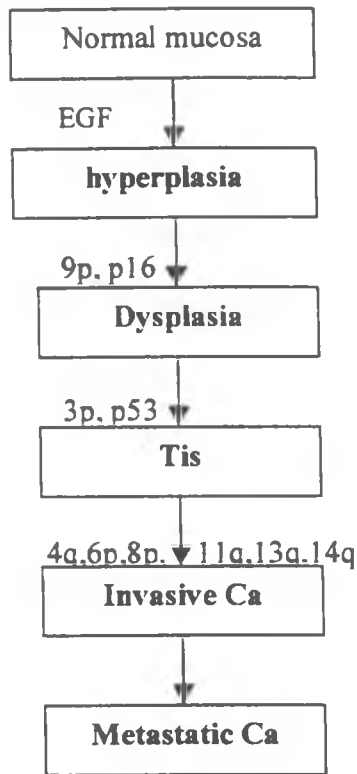 Normal mucosa
EGF
hyperplasia
9p, p16
Dysplasia
3p, p53
Tis
4q,6p,8p. 11q,13q.14q
Invasive Ca
Metastatic Ca